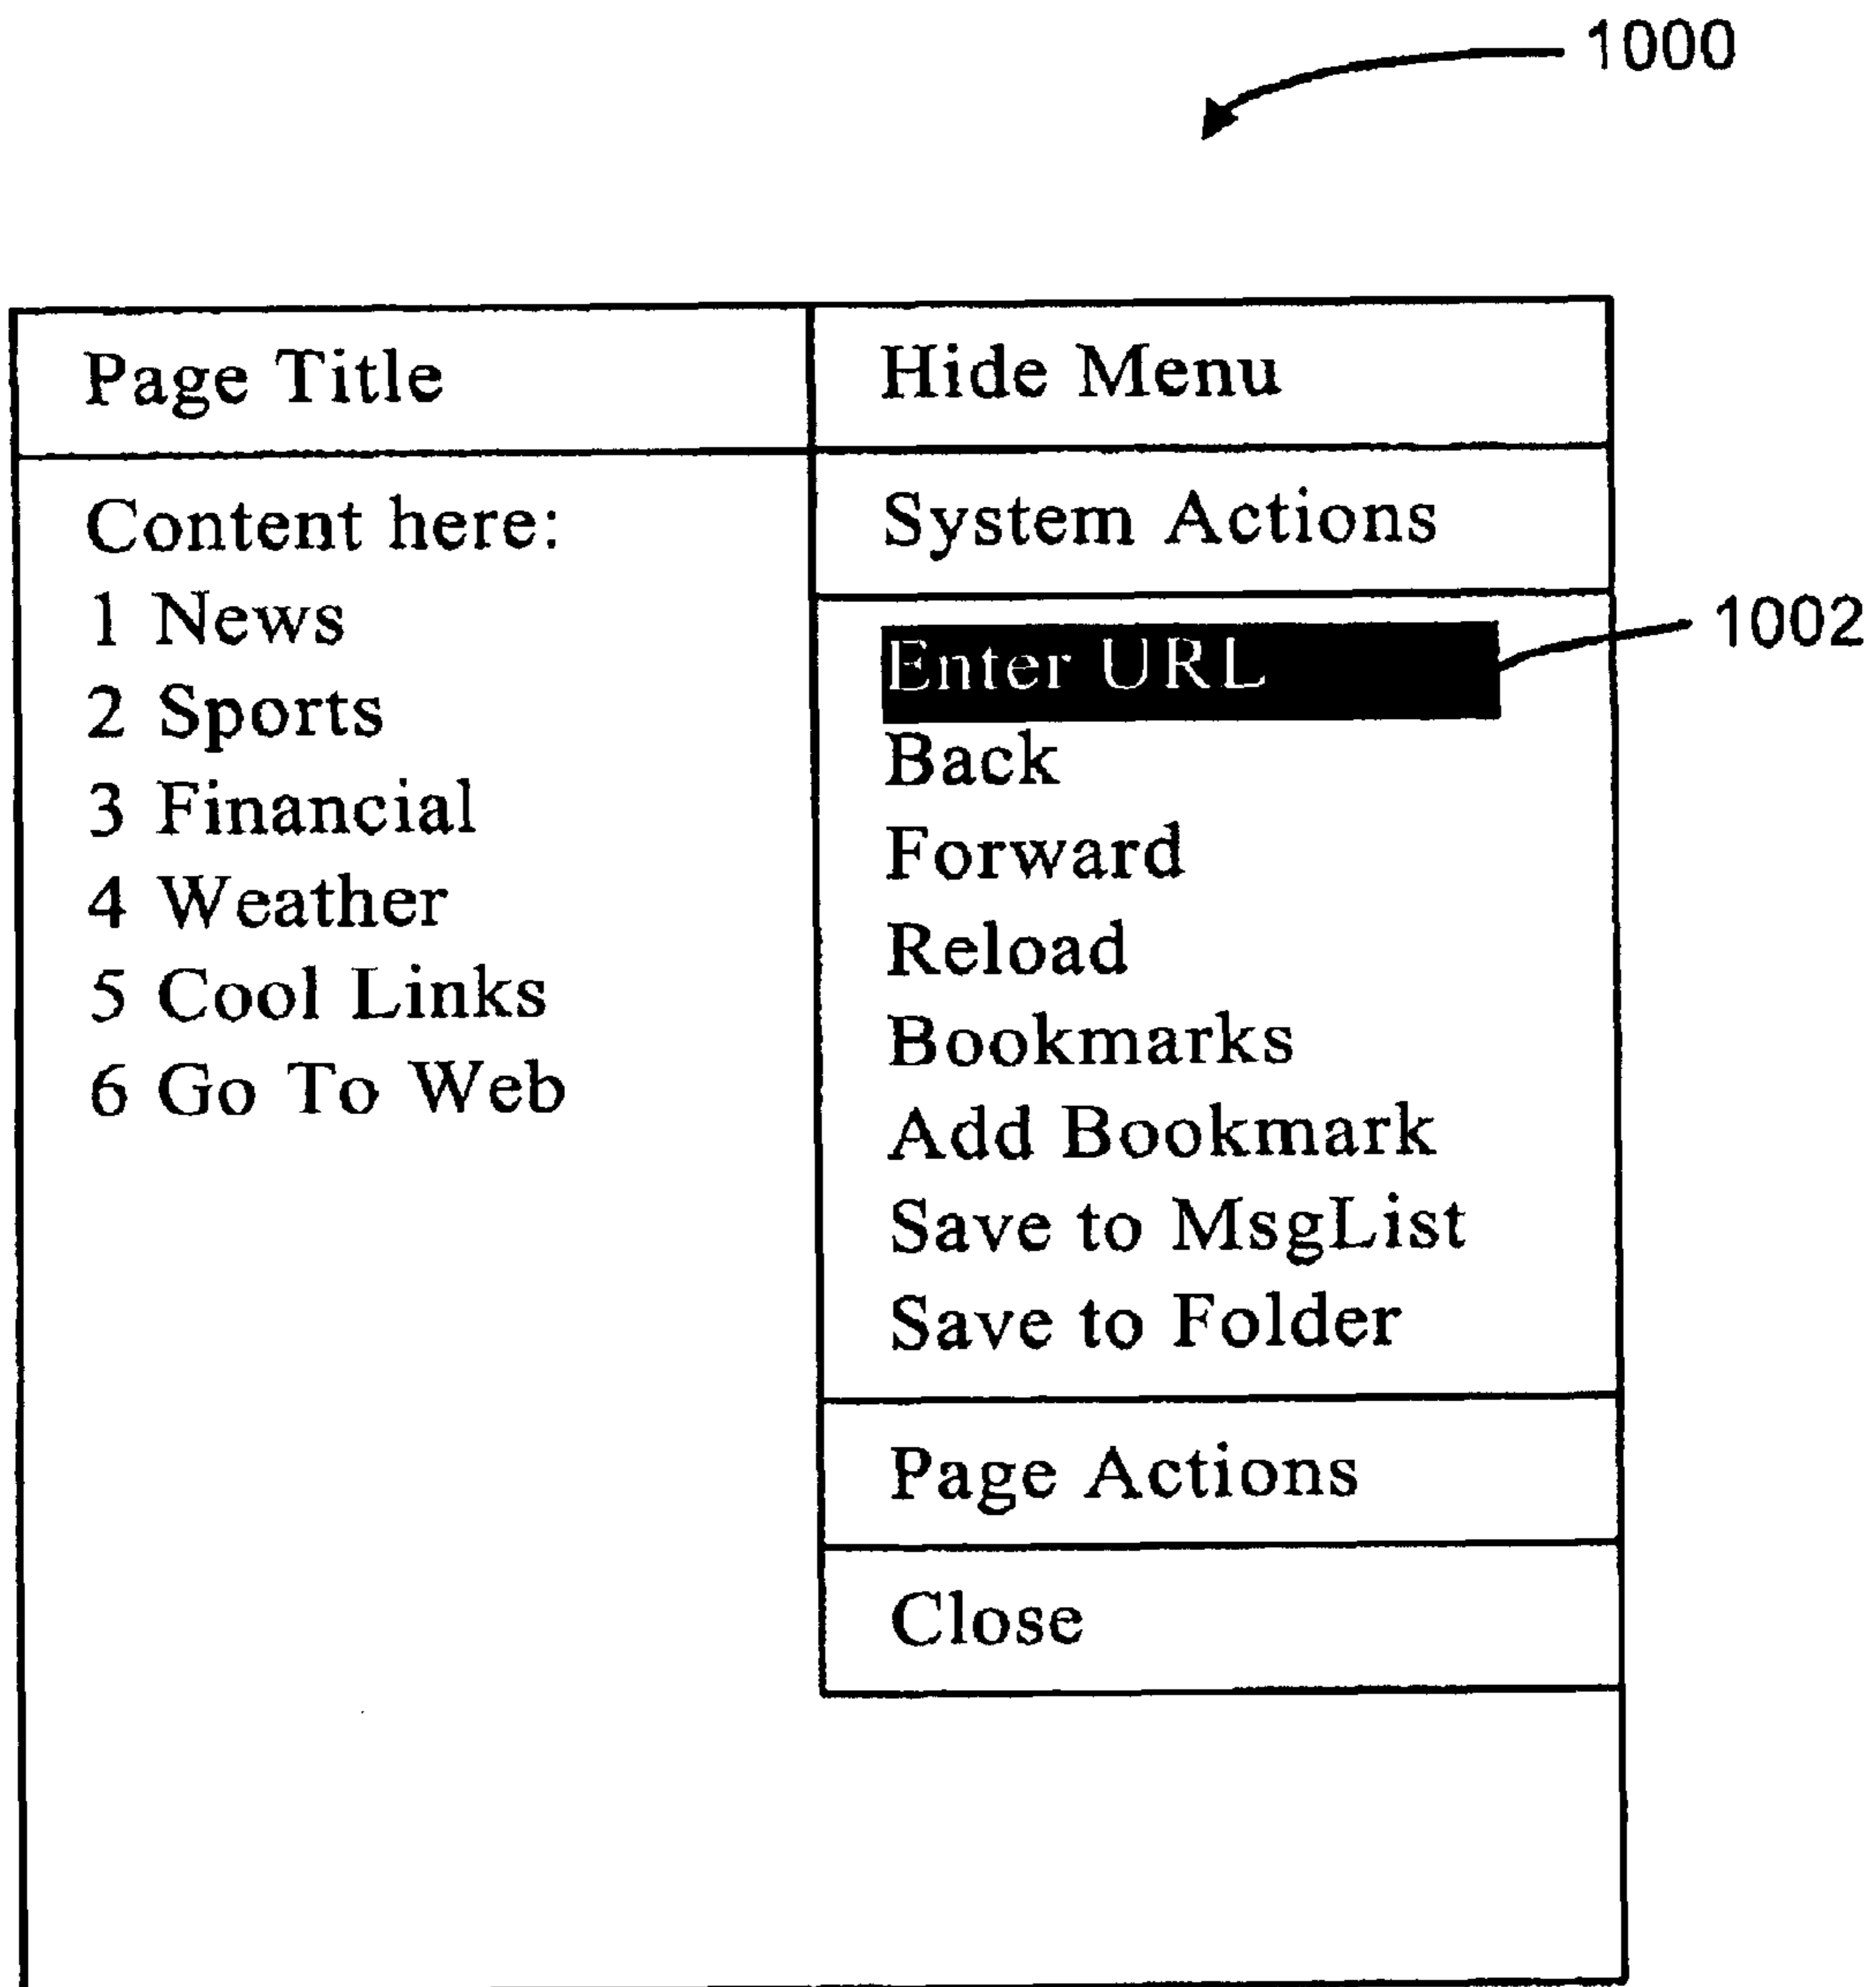 1000
Page Title
Content here:
1 News
2 Sports
3 Financial
4 Weather
5 Cool Links
6 Go To Web
Hide Menu
System Actions
Enter URL
1002
Back
Forward
Reload
Bookmarks
Add Bookmark
Save to MsgList
Save to Folder
Page Actions
Close